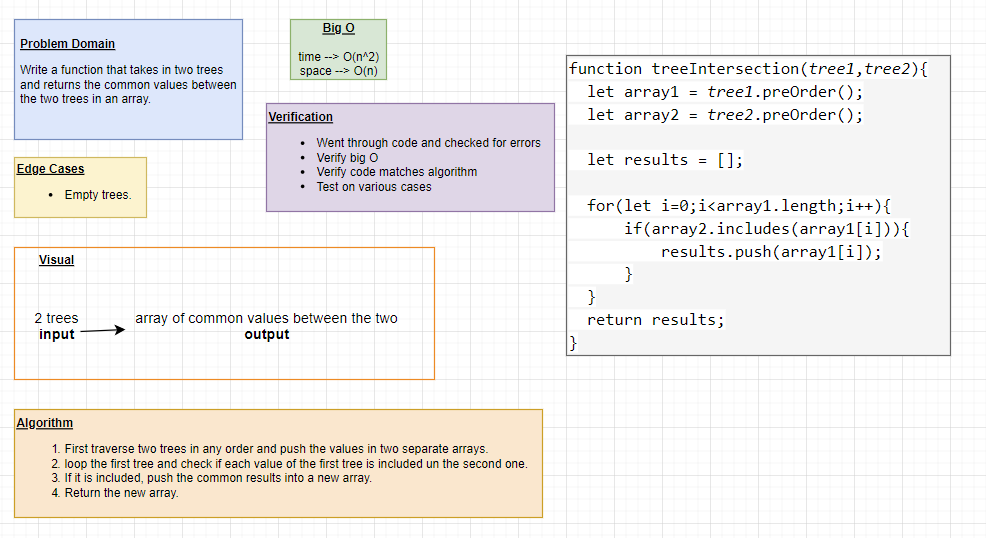 Problem Domain
Write a function that takes in two trees
and returns the common values between
the two trees in an array.
Big O
time --> O(n^2)
space --> O(n)
Verification
• Went through code and checked for errors
• Verify big O
• Verify code matches algorithm
• Test on various cases
Edge Cases
• Empty trees.
Visual
2 trees
input
array of common values between the two
output
Algorithm
1. First traverse two trees in any order and push the values in two separate arrays.
2. loop the first tree and check if each value of the first tree is included un the second one.
3. If it is included, push the common results into a new array.
4. Return the new array.
function treeIntersection(tree1,tree2){
let array1 = tree1.preOrder();
let array2 = tree2.preOrder();
let results = [];
for(let i=0;i<array1.length;i++){
if(array2.includes(array1[i])){
results.push(array1[i]);
}
}
return results;
}